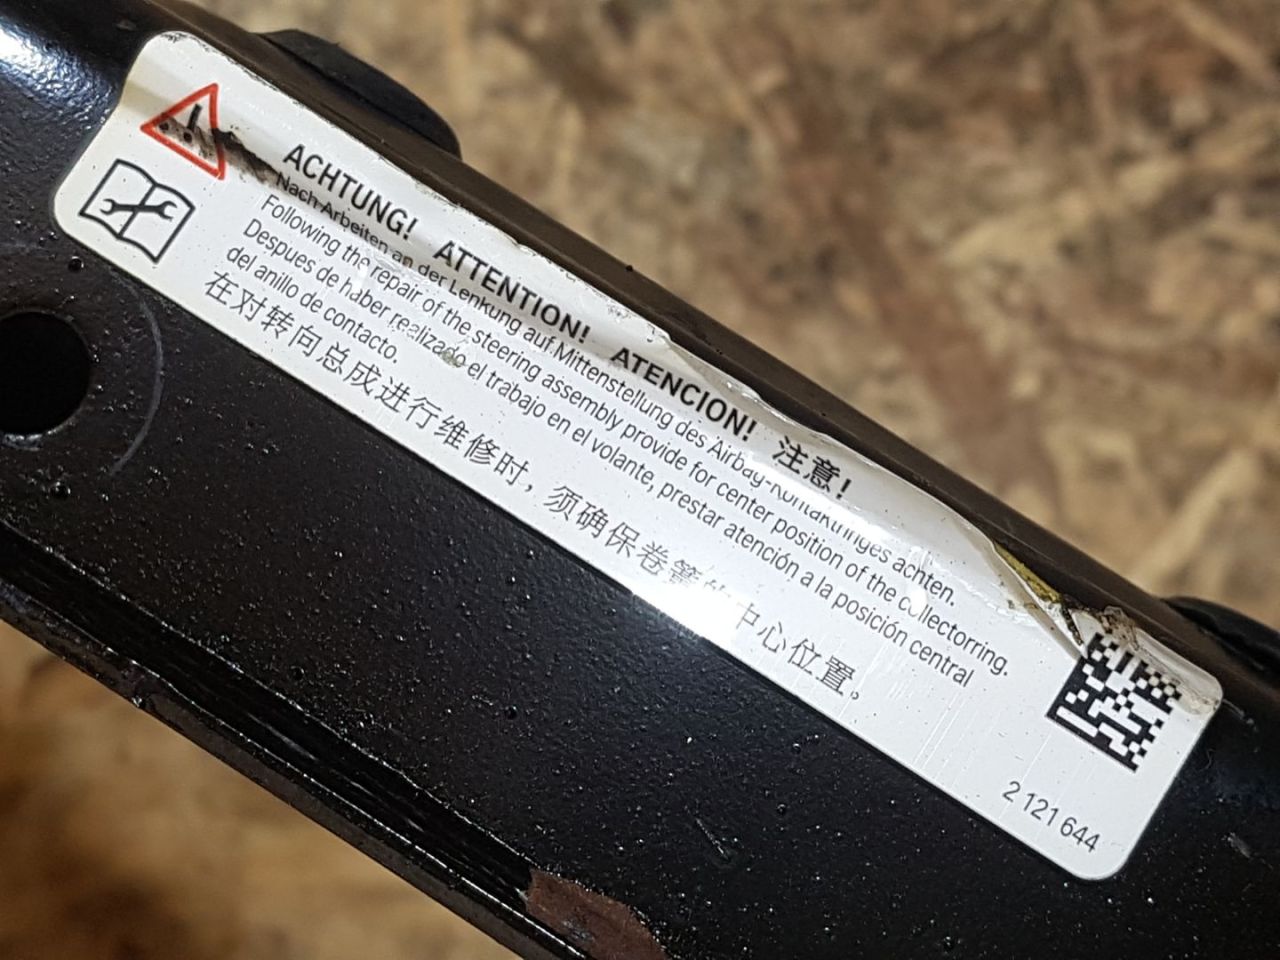 ACHTUNG! ATTENTION! ATENCION! 注意!
Nach Arbeiten an der Lenkung auf Mittenstellung des Airbag-Kontaktringes achten.
Following the repair of the steering assembly provide for center position of the collectorring.
Despues de haber realizado el trabajo en el volante, prestar atención a la posición central
del anillo de contacto.
在对转向总成进行维修时，须确保卷簧的中心位置。
2 121 644